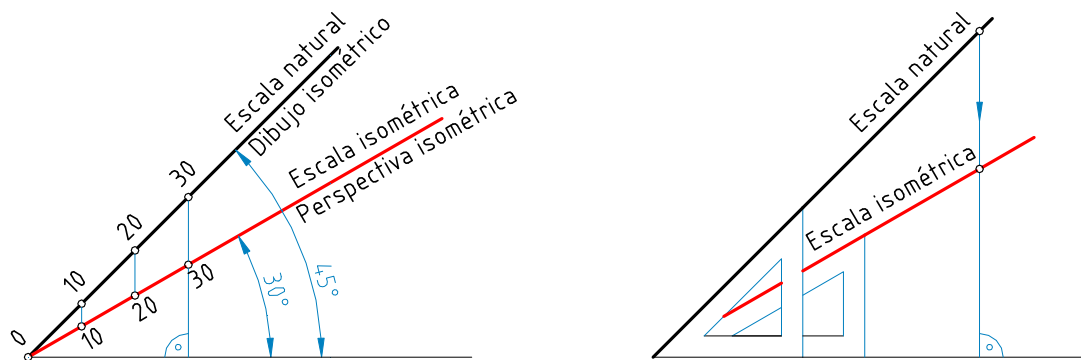 Escala natural
Dibujo isométrico
Escala isométrica
Perspectiva isométrica
0
10
20
30
10
20
30
30°
45°
Escala natural
Escala isométrica